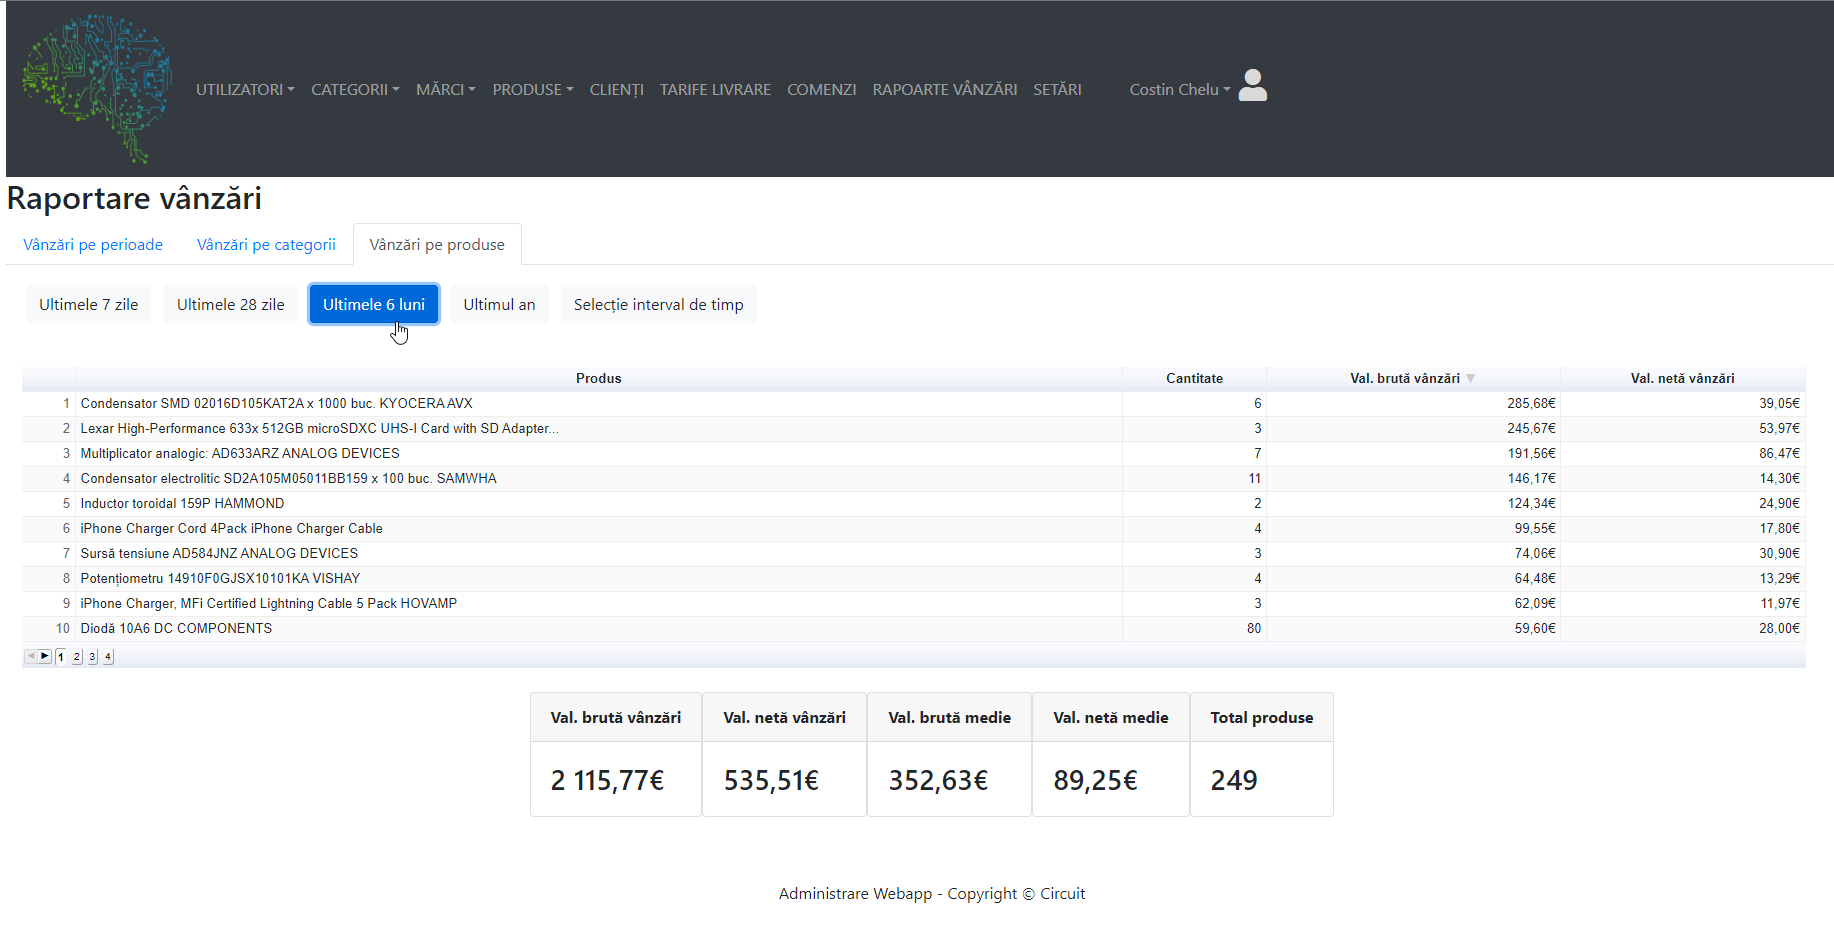 UTILIZATORI CATEGORII MĂRCI PRODUSE CLIENȚI TARIFE LIVRARE COMENZI RAPOARTE VÂNZĂRI SETĂRI Costin Chelu
Raportare vânzări
Vânzări pe perioade Vânzări pe categorii Vânzări pe produse
Ultimele 7 zile Ultimele 28 zile Ultimele 6 luni Ultimul an Selecție interval de timp
Produs Cantitate Val. brută vânzări Val. netă vânzări
1 Condensator SMD 02016D105KAT2A x 1000 buc. KYOCERA AVX 6 285,68€ 39,05€
2 Lexar High-Performance 633x 512GB microSDXC UHS-I Card with SD Adapter... 3 245,67€ 53,97€
3 Multiplicator analogic: AD633ARZ ANALOG DEVICES 7 191,56€ 86,47€
4 Condensator electrolitic SD2A105M05011BB159 x 100 buc. SAMWHA 11 146,17€ 14,30€
5 Inductor toroidal 159P HAMMOND 2 124,34€ 24,90€
6 iPhone Charger Cord 4Pack iPhone Charger Cable 4 99,55€ 17,80€
7 Sursă tensiune AD584JNZ ANALOG DEVICES 3 74,06€ 30,90€
8 Potențiometru 14910F0GJSX10101KA VISHAY 4 64,48€ 13,29€
9 iPhone Charger, MFi Certified Lightning Cable 5 Pack HOVAMP 3 62,09€ 11,97€
10 Diodă 10A6 DC COMPONENTS 80 59,60€ 28,00€
1 2 3 4
Val. brută vânzări Val. netă vânzări Val. brută medie Val. netă medie Total produse
2 115,77€ 535,51€ 352,63€ 89,25€ 249
Administrare Webapp - Copyright © Circuit